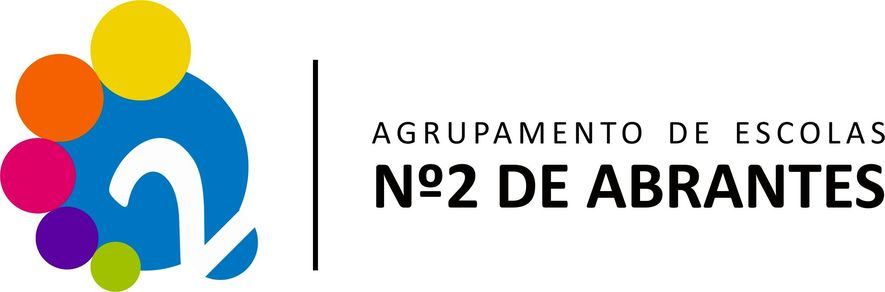 AGRUPAMENTO DE ESCOLAS
Nº2 DE ABRANTES